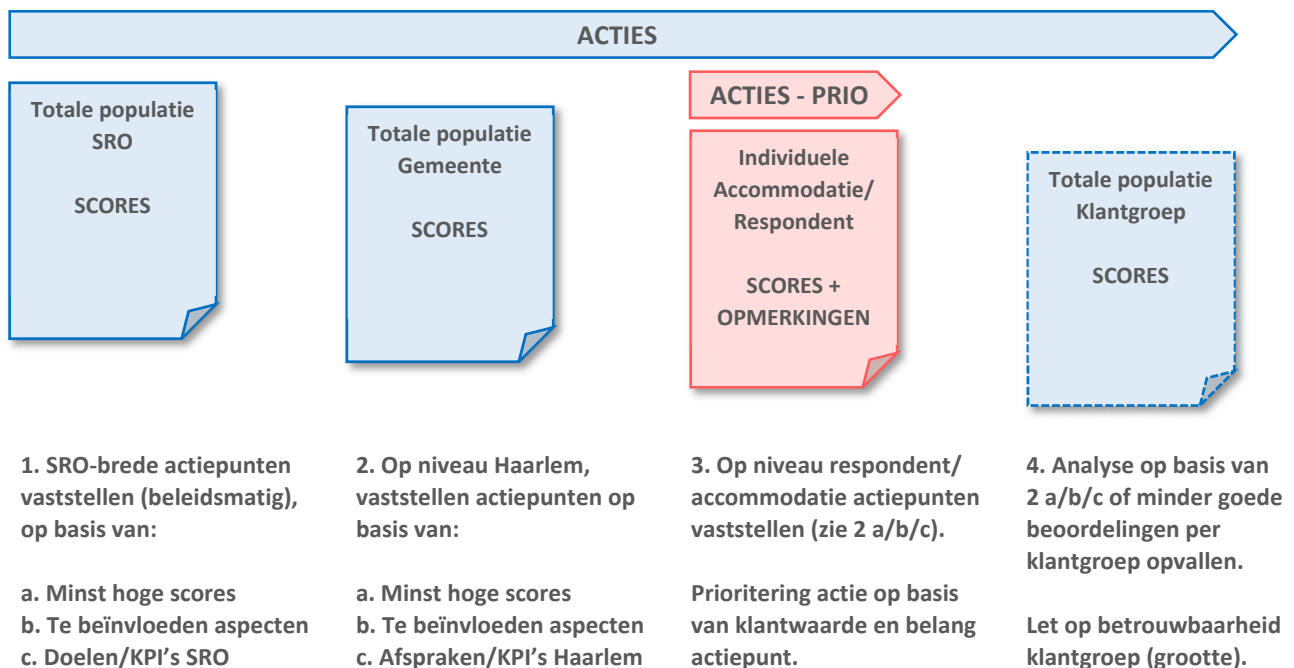 ACTIES
Totale populatie
SRO
SCORES
Totale populatie
Gemeente
SCORES
ACTIES - PRIO
Individuele
Accommodatie/
Respondent
SCORES +
OPMERKINGEN
Totale populatie
Klantgroep
SCORES
1. SRO-brede actiepunten
vaststellen (beleidsmatig),
op basis van:
a. Minst hoge scores
b. Te beïnvloeden aspecten
c. Doelen/KPI's SRO
2. Op niveau Haarlem,
vaststellen actiepunten op
basis van:
a. Minst hoge scores
b. Te beïnvloeden aspecten
c. Afspraken/KPI's Haarlem
3. Op niveau respondent/
accommodatie actiepunten
vaststellen (zie 2 a/b/c).
Prioritering actie op basis
van klantwaarde en belang
actiepunt.
4. Analyse op basis van
2 a/b/c of minder goede
beoordelingen per
klantgroep opvallen.
Let op betrouwbaarheid
klantgroep (grootte).